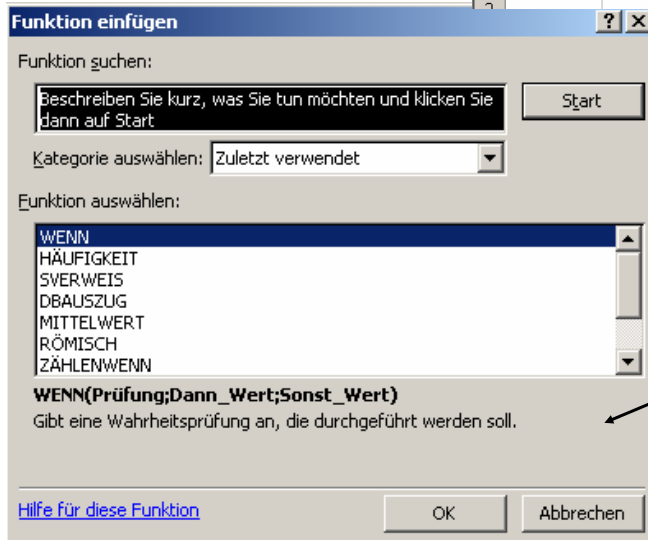 Funktion einfügen
Funktion suchen:
Beschreiben Sie kurz, was Sie tun möchten und klicken Sie
dann auf Start
Start
Kategorie auswählen: Zuletzt verwendet
Funktion auswählen:
WENN
HÄUFIGKEIT
SVERWEIS
DBAUSZUG
MITTELWERT
RÖMISCH
ZÄHLENWENN
WENN(Prüfung;Dann_Wert;Sonst_Wert)
Gibt eine Wahrheitsprüfung an, die durchgeführt werden soll.
Hilfe für diese Funktion
OK
Abbrechen